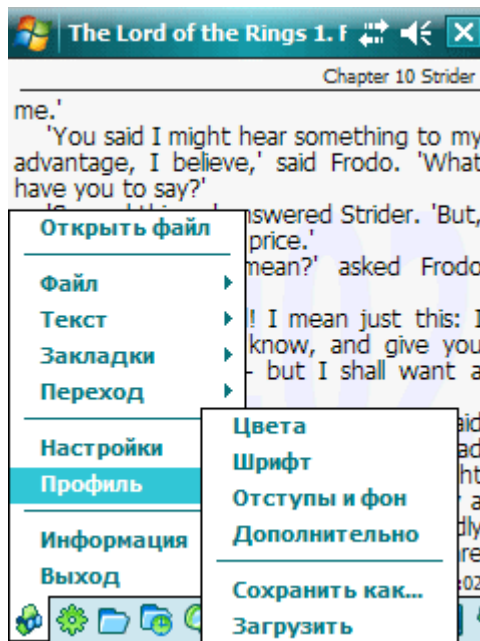 The Lord of the Rings 1. F
Chapter 10 Strider
me.'
'You said I might hear something to my
advantage, I believe,' said Frodo. 'What
have you to say?'
answered Strider. 'But,
price.'
mean?' asked Frodo
! I mean just this: I
know, and give you
- but I shall want a
Открыть файл
Файл
Текст
Закладки
Переход
Настройки
Профиль
Информация
Выход
Цвета
Шрифт
Отступы и фон
Дополнительно
Сохранить как...
Загрузить